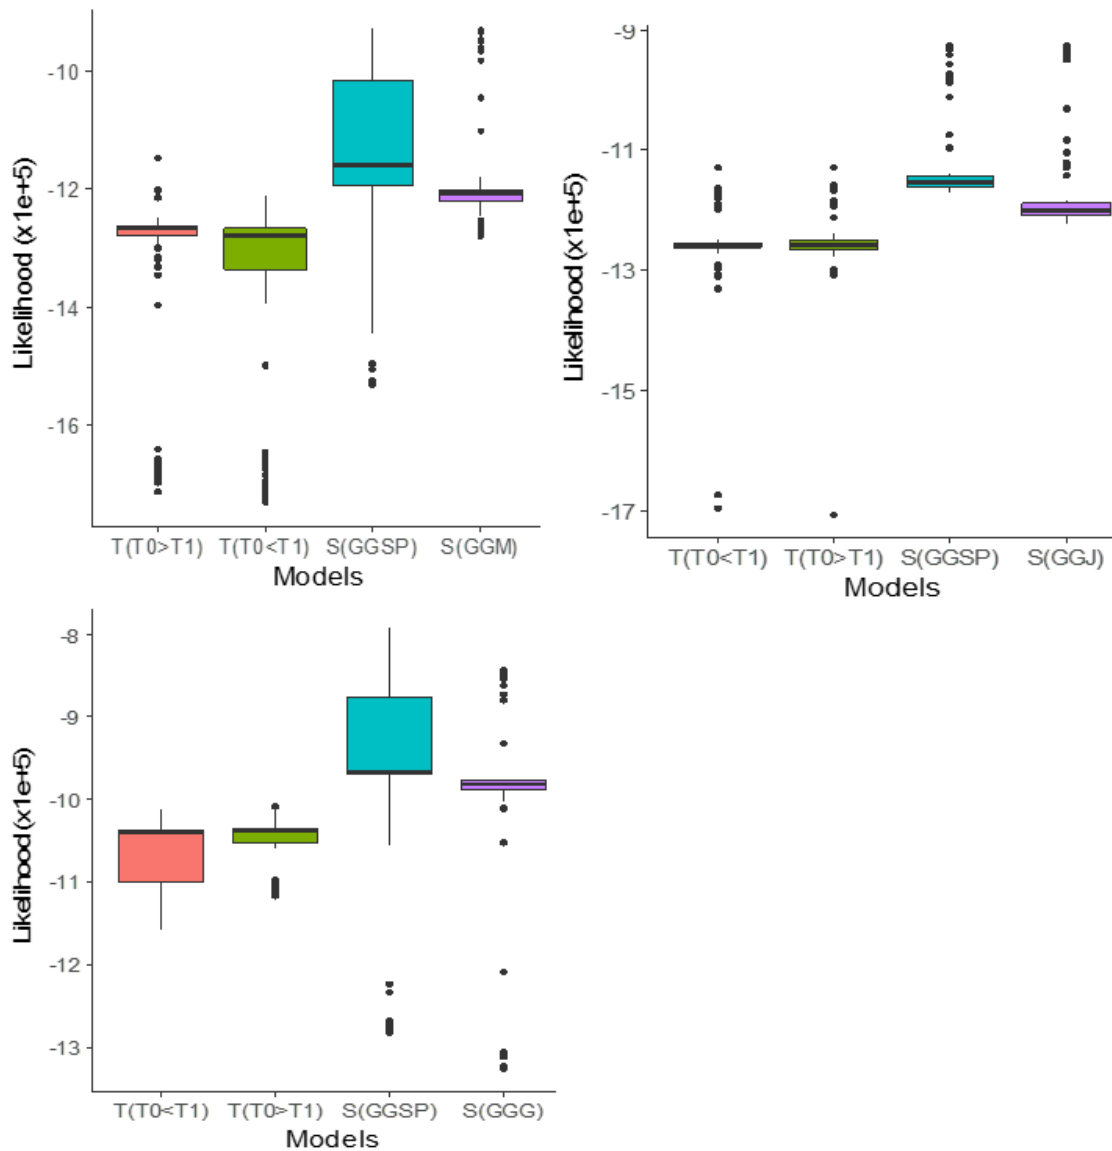 Likelihood (x1e+5)
-10
-12
-14
-16
T(T0>T1) T(T0<T1) S(GGSP) S(GGM)
Models
Likelihood (x1e+5)
-9
-11
-13
-15
-17
T(T0<T1) T(T0>T1) S(GGSP) S(GGJ)
Models
Likelihood (x1e+5)
-8
-9
-10
-11
-12
-13
T(T0<T1) T(T0>T1) S(GGSP) S(GGG)
Models